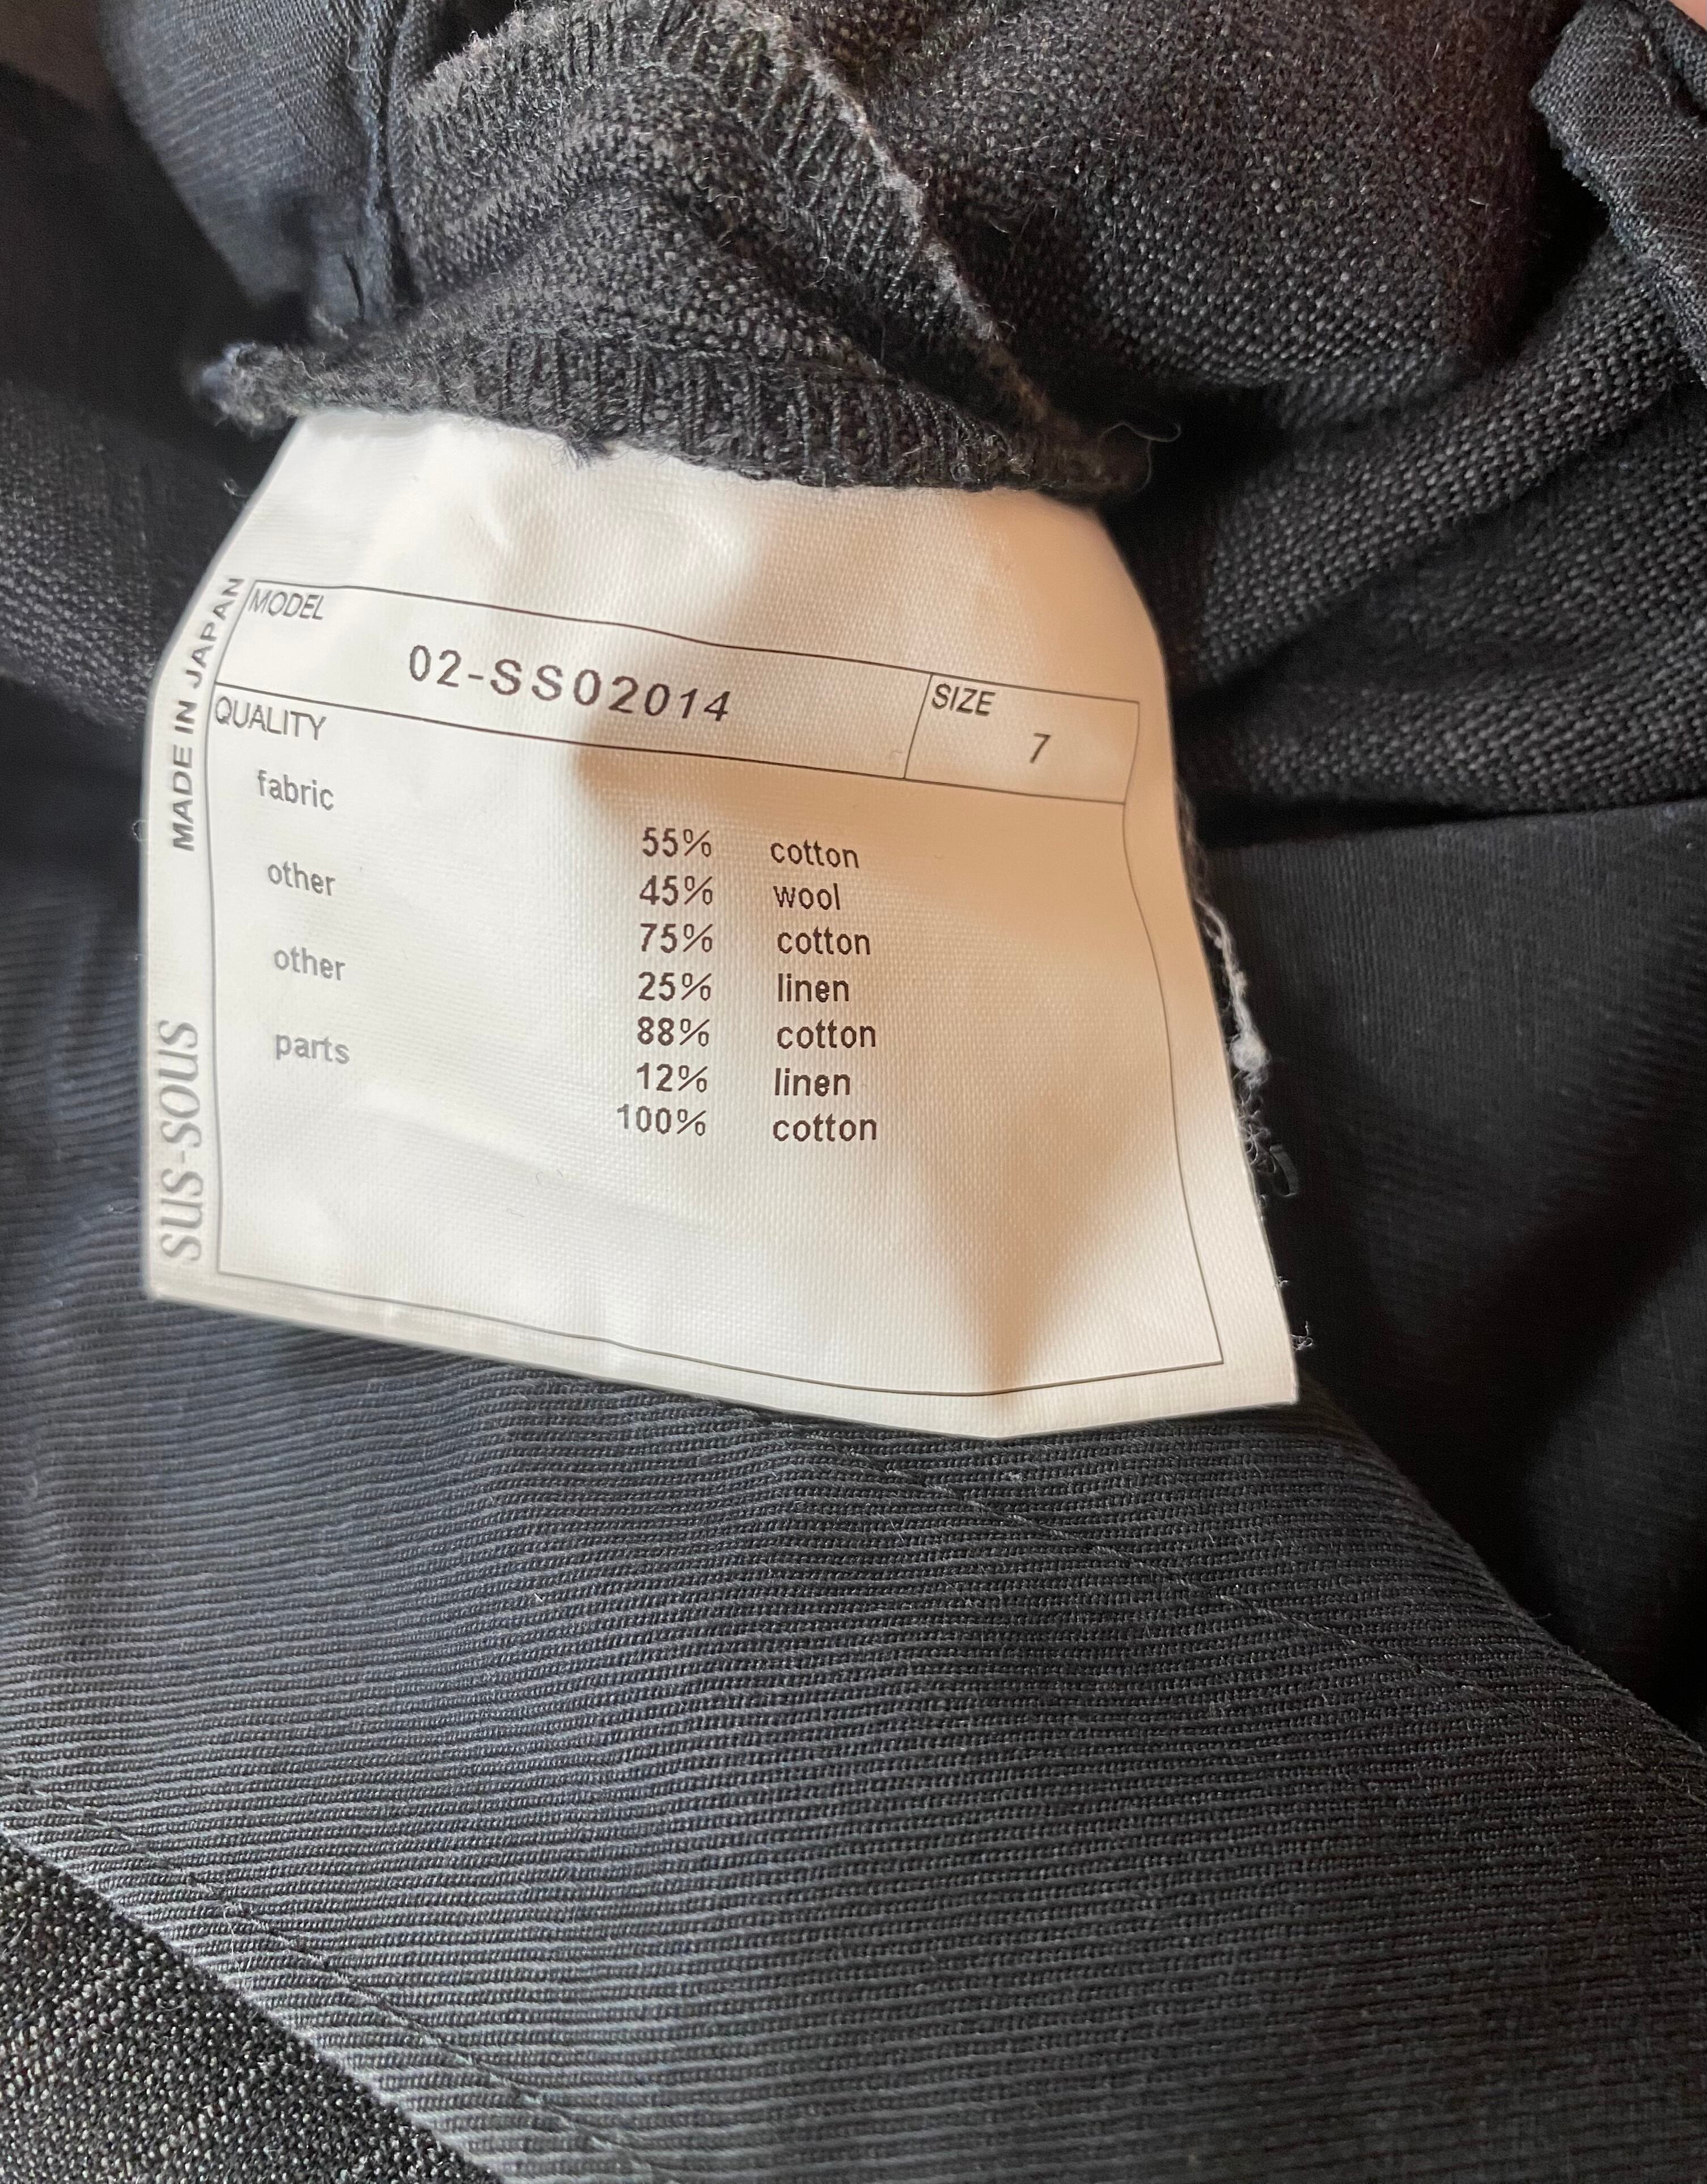 MADE IN JAPAN
SUS-SOUS
MODEL
02-SS02014
SIZE
7
QUALITY
fabric
55% cotton
other
45% wool
75% cotton
other
25% linen
88% cotton
parts
12% linen
100% cotton